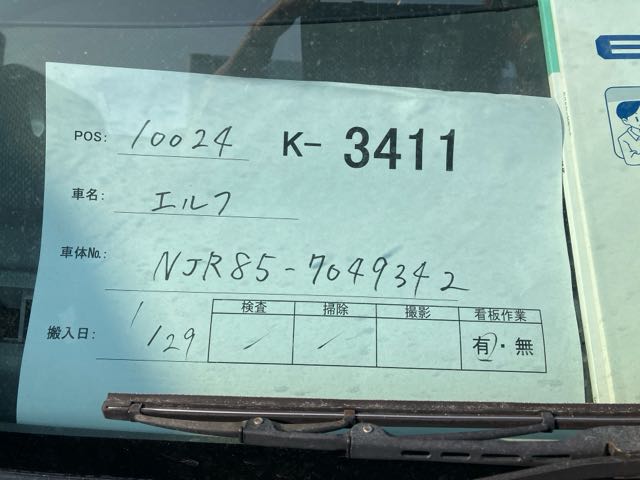 POS: 10024 K- 3411
車名: エルフ
車体No.: NJR85-7049342
搬入日: 1/29
検査 掃除 撮影 看板作業
有・無